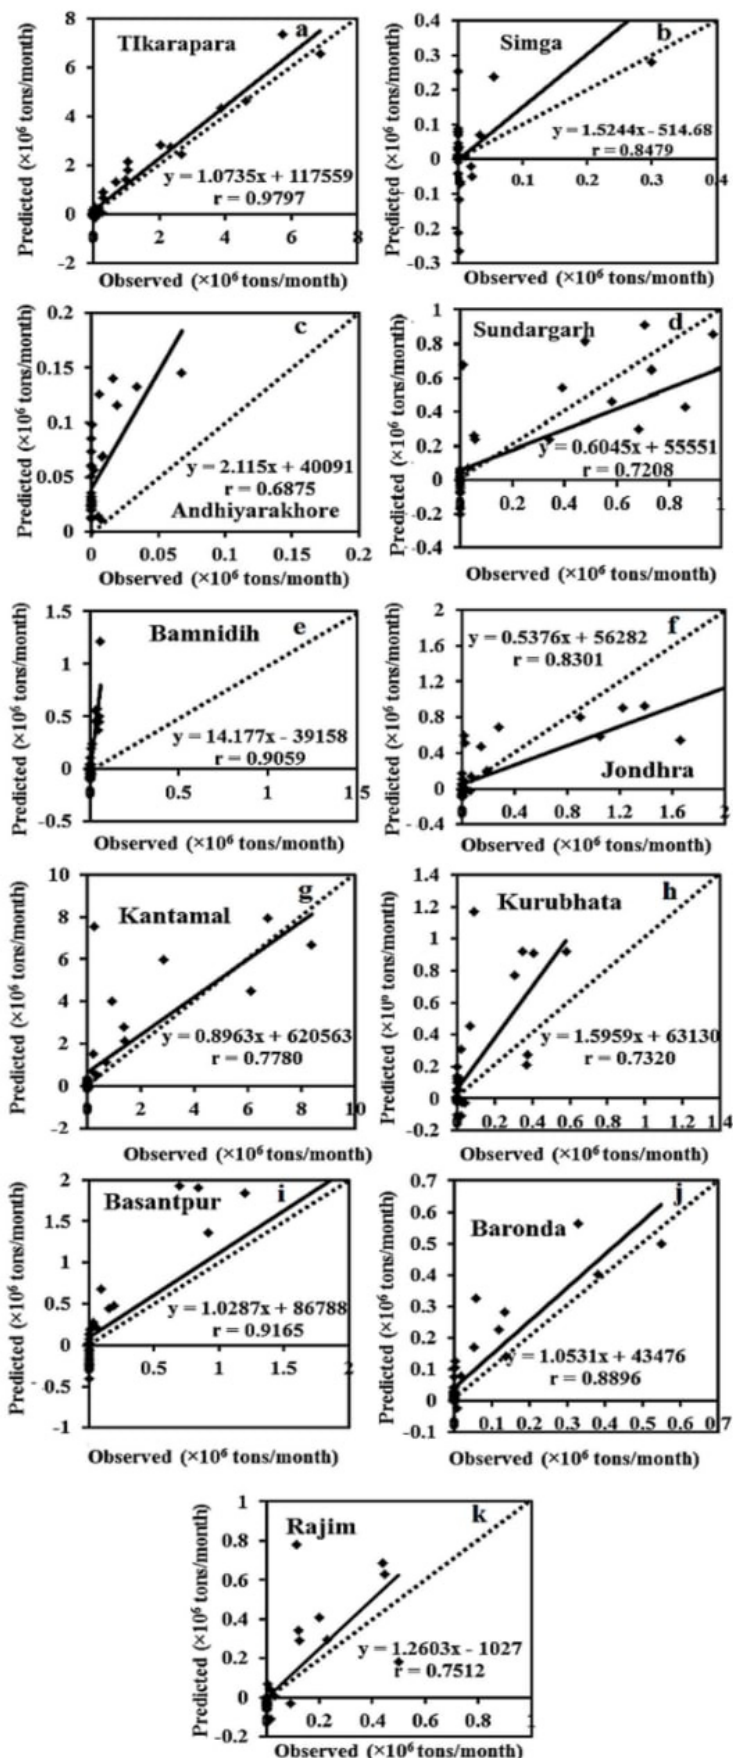 a
TIkarapara
8
6
4
2
0
-2
2
4
6
8
y = 1.0735x + 117559
r = 0.9797
Predicted (×10⁶ tons/month)
Observed (×10⁶ tons/month)
b
Simga
0.4
0.3
0.2
0.1
0
0.1
0.2
0.3
0.1
0.2
0.3
0.4
y = 1.5244x - 514.68
r = 0.8479
Predicted (×10⁶ tons/month)
Observed (×10⁶ tons/month)
c
0.2
0.15
0.1
0.05
0
0
0.05
0.1
0.15
0.2
y = 2.115x + 40091
r = 0.6875
Andhiyarakhore
Predicted (×10⁶ tons/month)
Observed (×10⁶ tons/month)
Sundargarh
d
1
0.8
0.6
0.4
0.2
0
-0.2
-0.4
0.2
0.4
0.6
0.8
1
y = 0.6045x + 55551
r = 0.7208
Predicted (×10⁶ tons/month)
Observed (×10⁶ tons/month)
Bamnidih
e
1.5
1
0.5
0
-0.5
0.5
1
15
y = 14.177x - 39158
r = 0.9059
Predicted (×10⁶ tons/month)
Observed (×10⁶ tons/month)
f
2
1.6
1.2
0.8
0.4
0
-0.4
0.4
0.8
1.2
1.6
2
y = 0.5376x + 56282
r = 0.8301
Jondhra
Predicted (×10⁶ tons/month)
Observed (×10⁶ tons/month)
g
Kantamal
10
8
6
4
2
0
-2
2
4
6
8
10
y = 0.8963x + 620563
r = 0.7780
Predicted (×10⁶ tons/month)
Observed (×10⁶ tons/month)
h
Kurubhata
1.4
1.2
1
0.8
0.6
0.4
0.2
0
-0.2
0.2
0.4
0.6
0.8
1
1.2
1.4
y = 1.5959x + 63130
r = 0.7320
Predicted (×10⁶ tons/month)
Observed (×10⁶ tons/month)
i
Basantpur
2
1.5
1
0.5
0
-0.5
-1
0.5
1
1.5
2
y = 1.0287x + 86788
r = 0.9165
Predicted (×10⁶ tons/month)
Observed (×10⁶ tons/month)
j
Baronda
0.7
0.6
0.5
0.4
0.3
0.2
0.1
0
-0.1
0.1
0.2
0.3
0.4
0.5
0.6
0.7
y = 1.0531x + 43476
r = 0.8896
Predicted (×10⁶ tons/month)
Observed (×10⁶ tons/month)
k
Rajim
1
0.8
0.6
0.4
0.2
0
-0.2
0.2
0.4
0.6
0.8
1
y = 1.2603x - 1027
r = 0.7512
Predicted (×10⁶ tons/month)
Observed (×10⁶ tons/month)